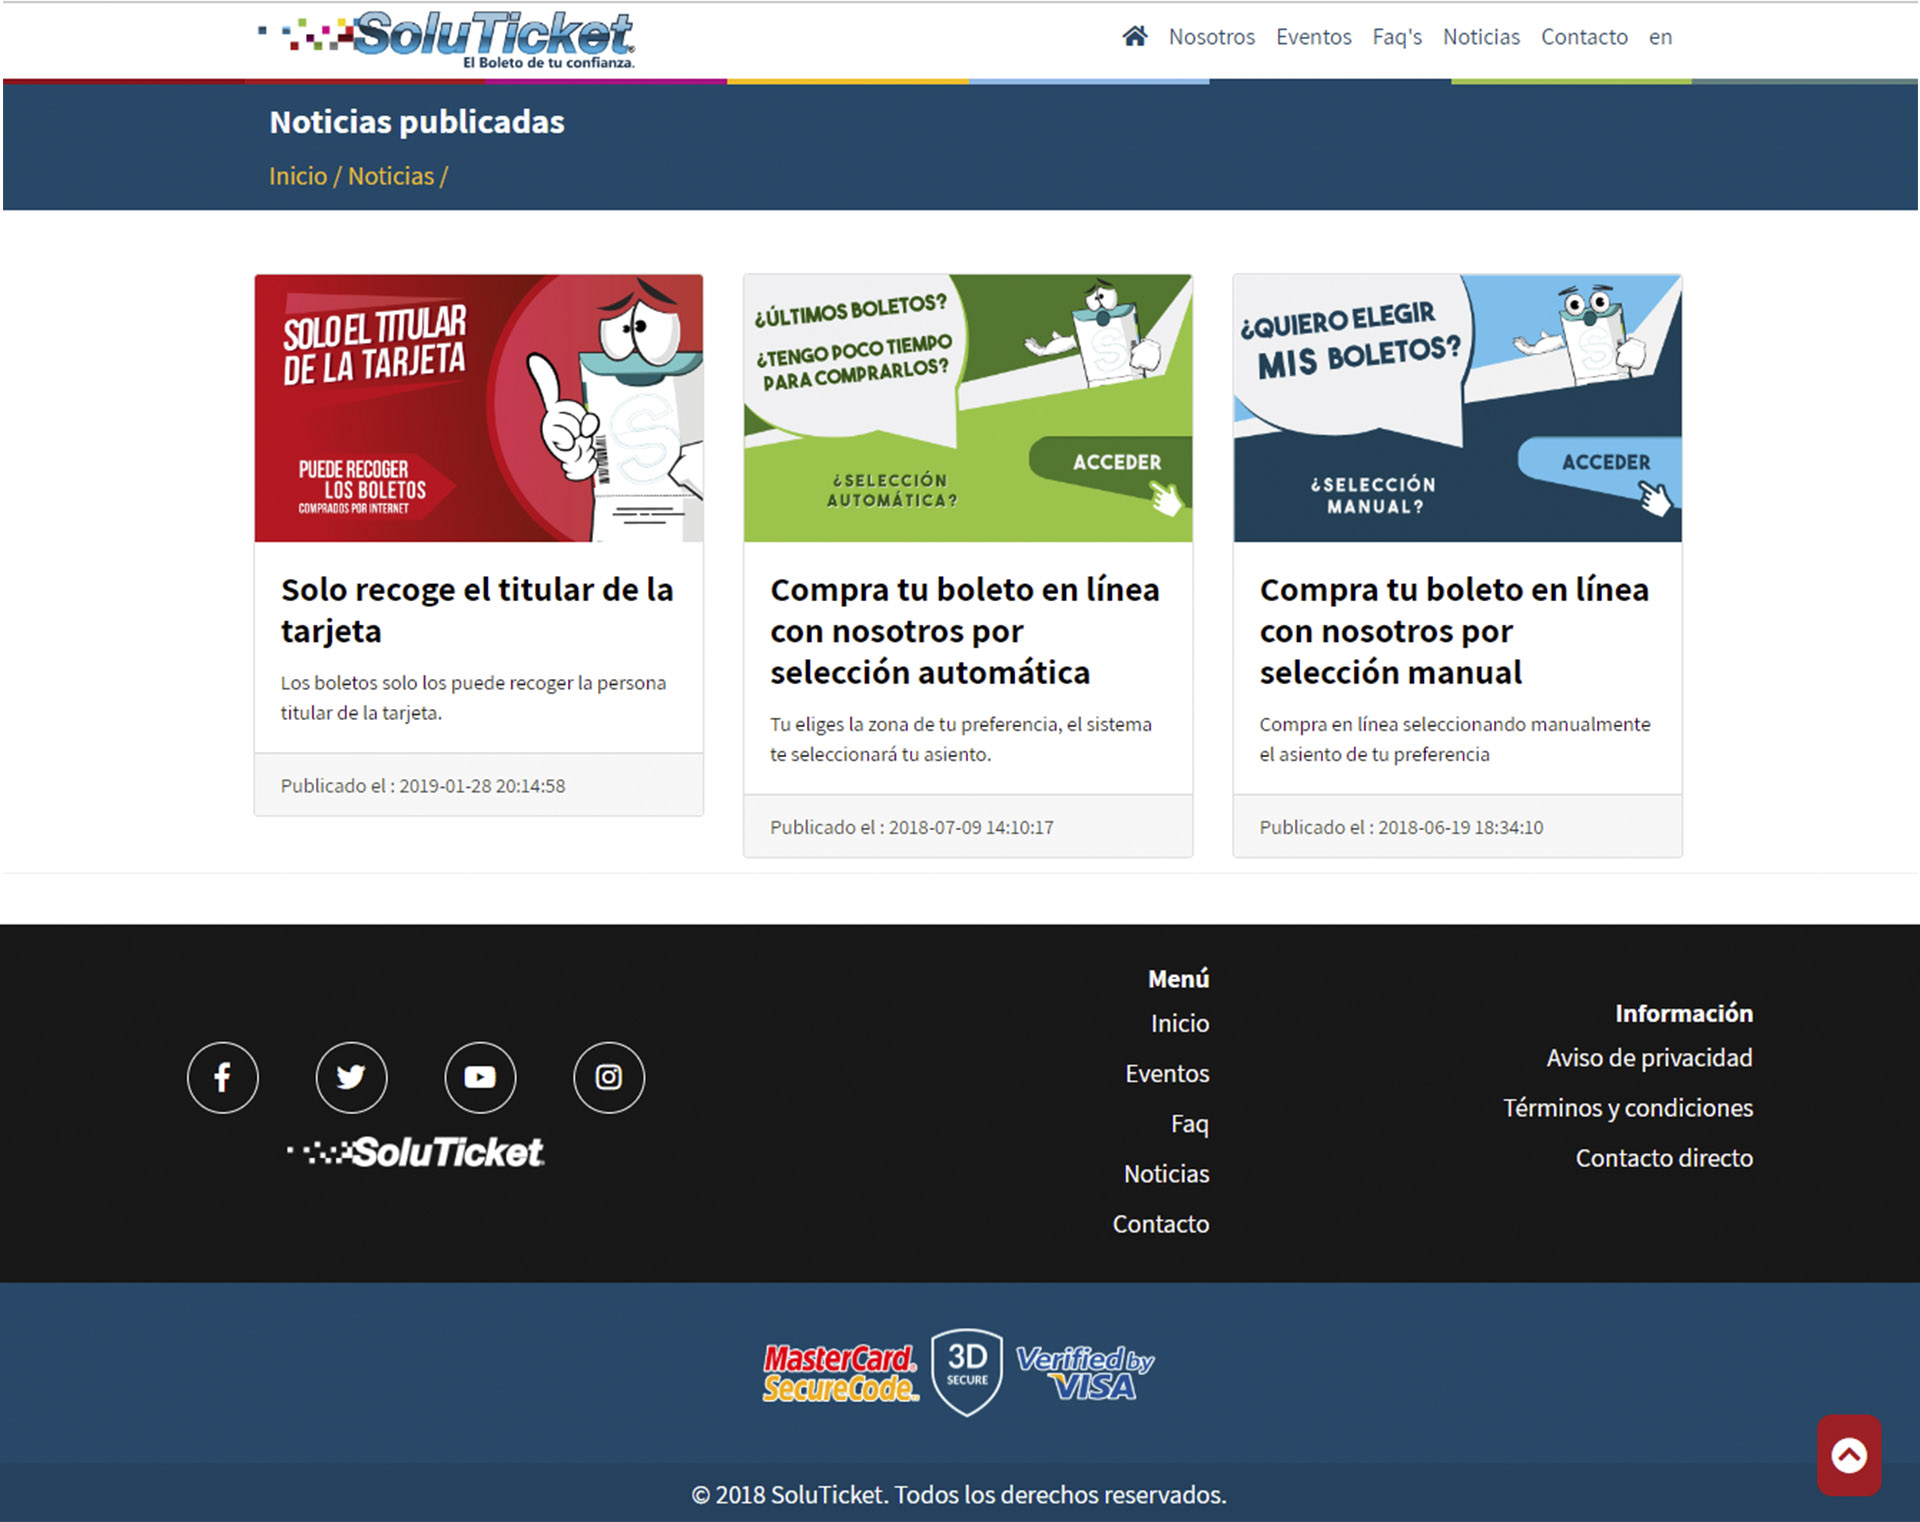 SoluTicket®
El Boleto de tu confianza.
Nosotros Eventos Faq's Noticias Contacto en
Noticias publicadas
Inicio / Noticias /
SOLO EL TITULAR
DE LA TARJETA
PUEDE RECOGER
LOS BOLETOS
COMPRADOS POR INTERNET
S
Solo recoge el titular de la
tarjeta
Los boletos solo los puede recoger la persona
titular de la tarjeta.
Publicado el : 2019-01-28 20:14:58
¿ÚLTIMOS BOLETOS?
¿TENGO POCO TIEMPO
PARA COMPRARLOS?
S
ACCEDER
¿SELECCIÓN
AUTOMÁTICA?
Compra tu boleto en línea
con nosotros por
selección automática
Tu eliges la zona de tu preferencia, el sistema
te seleccionará tu asiento.
Publicado el : 2018-07-09 14:10:17
¿QUIERO ELEGIR
MIS BOLETOS?
S
ACCEDER
¿SELECCIÓN
MANUAL?
Compra tu boleto en línea
con nosotros por
selección manual
Compra en línea seleccionando manualmente
el asiento de tu preferencia
Publicado el : 2018-06-19 18:34:10
SoluTicket
Menú
Inicio
Eventos
Faq
Noticias
Contacto
Información
Aviso de privacidad
Términos y condiciones
Contacto directo
MasterCard.
SecureCode.
3D
SECURE
Verified by
VISA
© 2018 SoluTicket. Todos los derechos reservados.